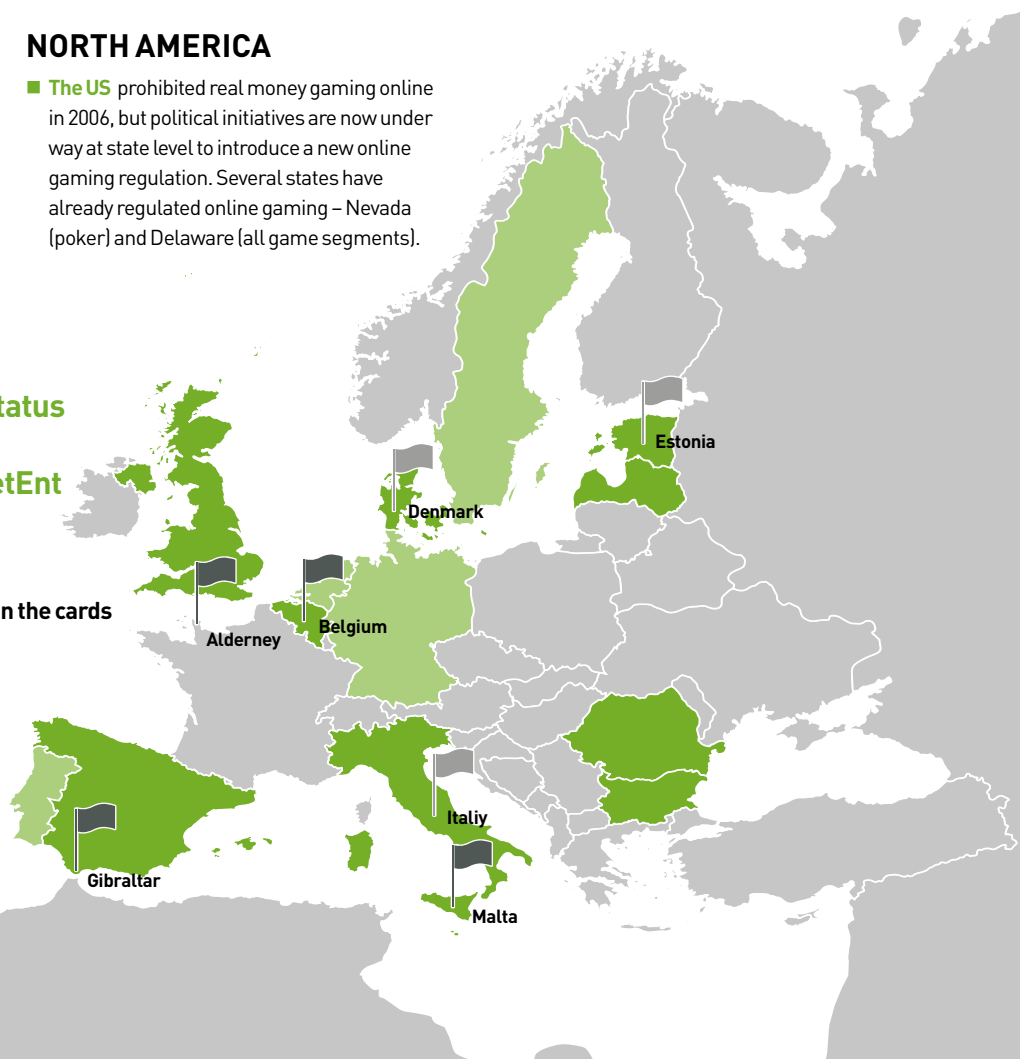 NORTH AMERICA
The US prohibited real money gaming online
in 2006, but political initiatives are now under
way at state level to introduce a new online
gaming regulation. Several states have
already regulated online gaming – Nevada
(poker) and Delaware (all game segments).
tatus
etEnt
n the cards
Estonia
Denmark
Belgium
Alderney
Italiy
Gibraltar
Malta